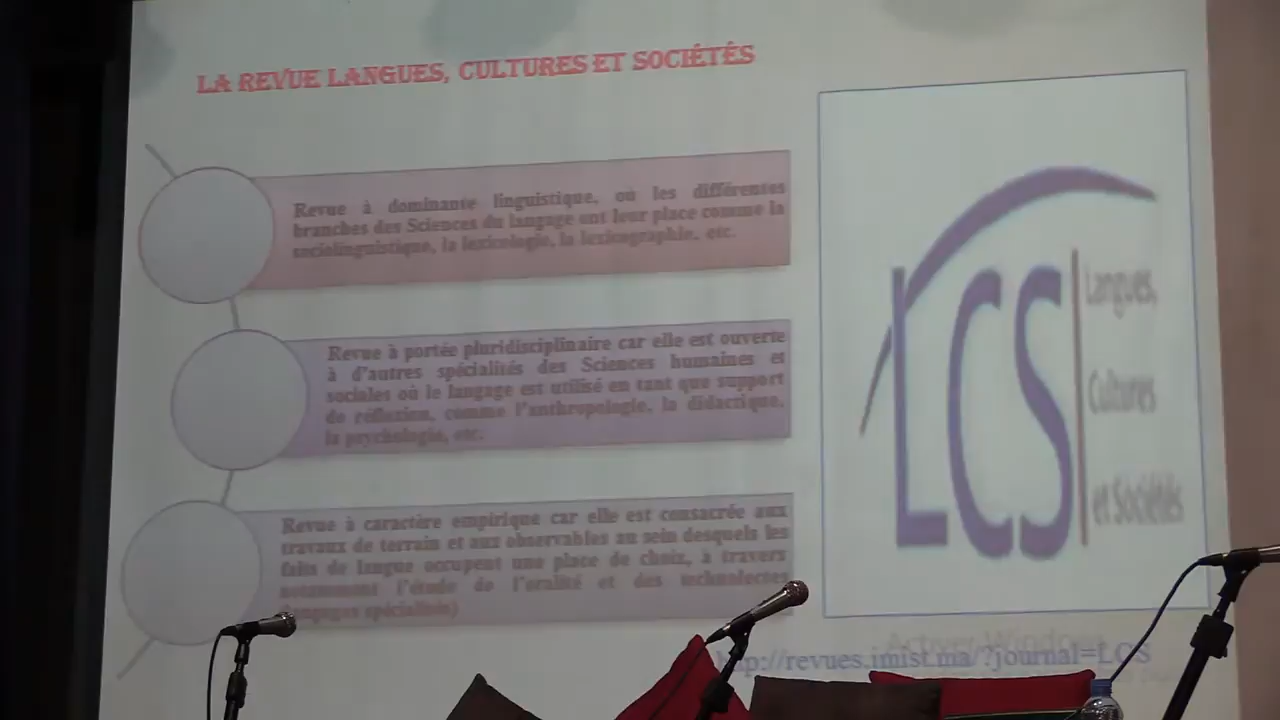 LA REVUE LANGUES, CULTURES ET SOCIÉTÉS
Revue à dominante linguistique, où les différentes
branches des Sciences du langage ont leur place comme la
sociolinguistique, la lexicologie, la lexicographie, etc.
Revue à portée pluridisciplinaire car elle est ouverte
à d'autres spécialités des Sciences humaines et
sociales où le langage est utilisé en tant que support
de réflexion, comme l'anthropologie, la didactique,
la psychologie, etc.
Revue à caractère empirique car elle est consacrée aux
travaux de terrain et aux observables au sein desquels les
faits de langue occupent une place de choix, à travers
notamment l'étude de l'oralité et des technolectes
spécialisés)
LCS
Langues,
Cultures
et Sociétés
Activer Windows
http://revues.imist.ma/?journal=LCS